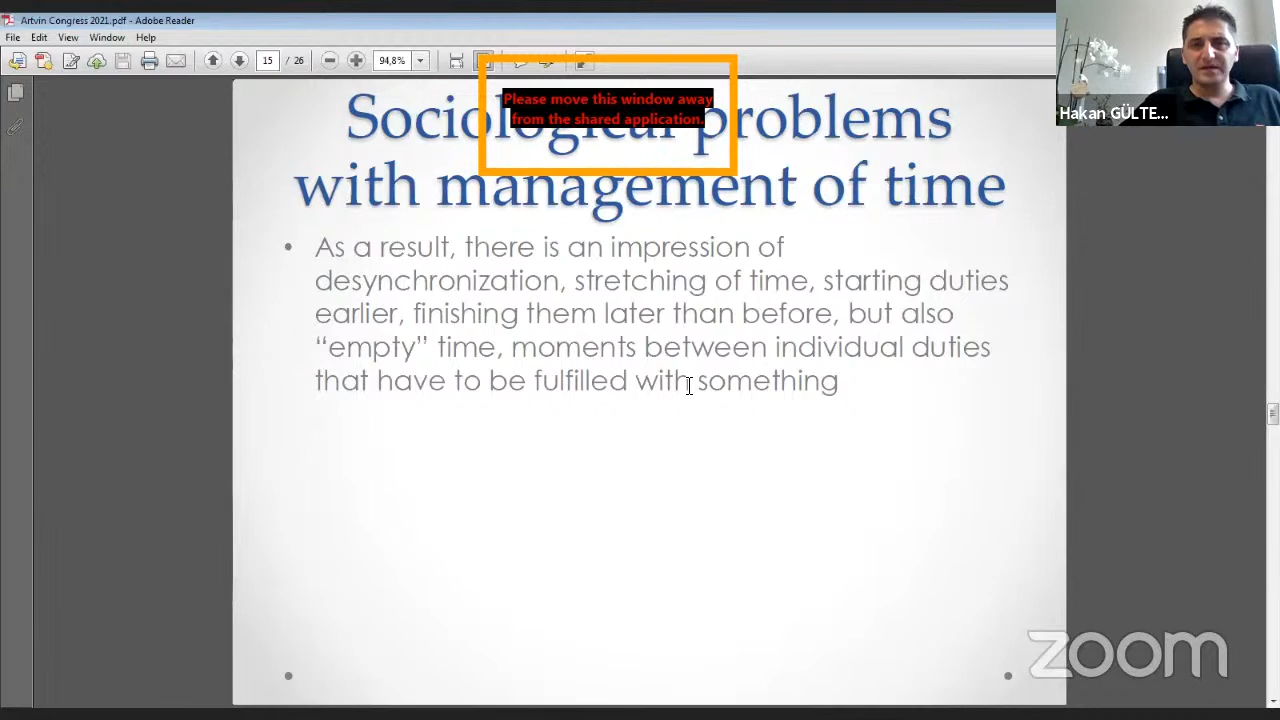 Artvin Congress 2021.pdf - Adobe Reader
File Edit View Window Help
15 / 26 94,8%
Please move this window away
from the shared application.
Sociological problems
with management of time
• As a result, there is an impression of
desynchronization, stretching of time, starting duties
earlier, finishing them later than before, but also
“empty” time, moments between individual duties
that have to be fulfilled with something
Hakan GÜLTE...
zoom